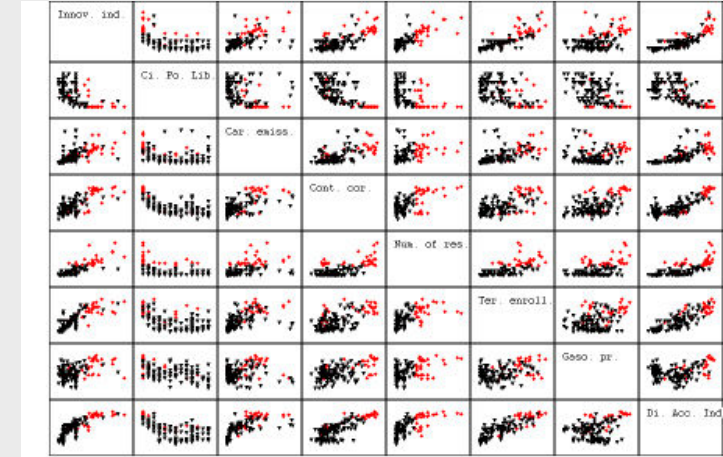 Innov. ind.
Ci. Po. Lib.
Car. emiss.
Cont. cor.
Num. of res.
Ter. enroll.
Gaso. pr.
Di. Acc. Ind